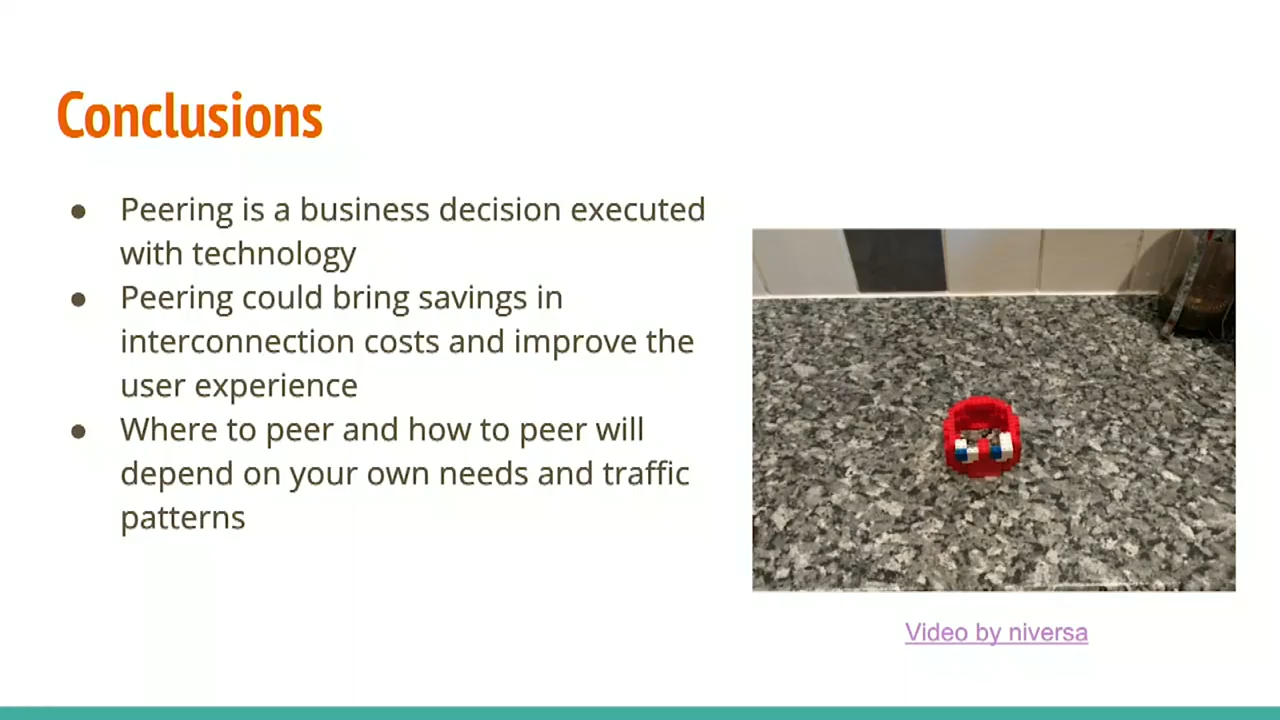 Conclusions
● Peering is a business decision executed
with technology
● Peering could bring savings in
interconnection costs and improve the
user experience
● Where to peer and how to peer will
depend on your own needs and traffic
patterns
Video by niversa